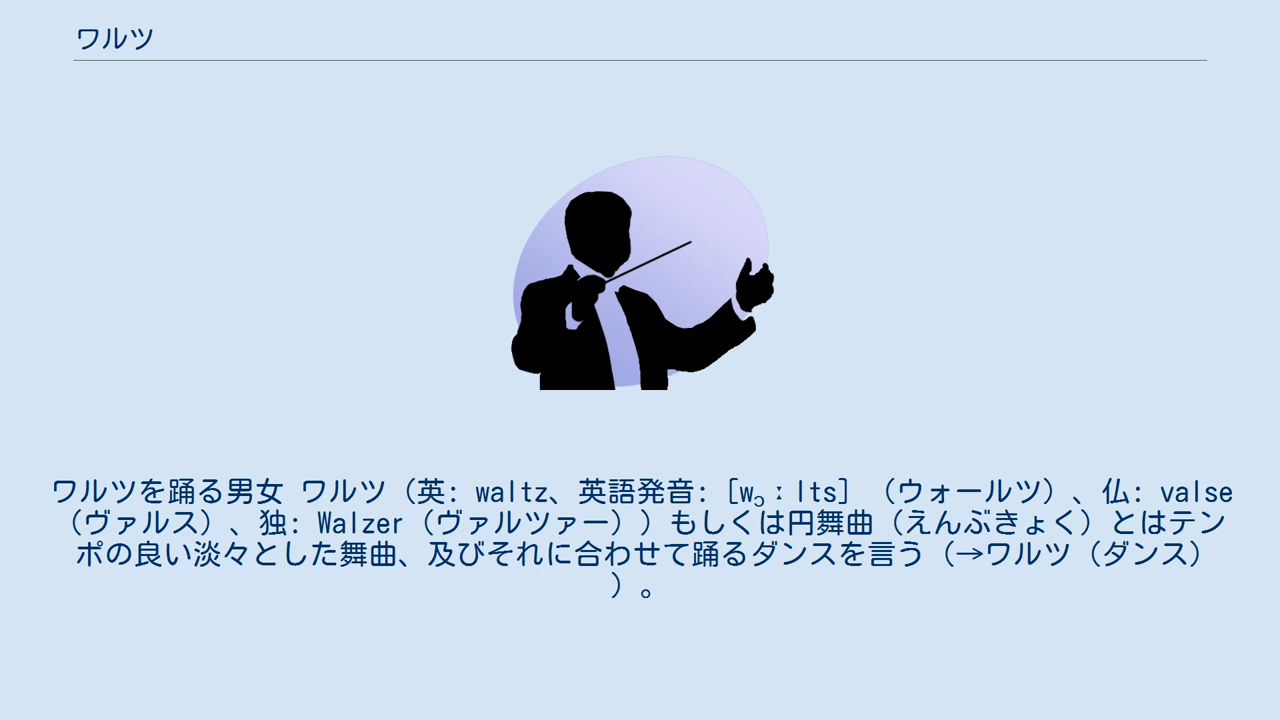 ワルツ
ワルツを踊る男女 ワルツ（英: waltz、英語発音: [wɔːlts] （ウォールツ）、仏: valse
（ヴァルス）、独: Walzer（ヴァルツァー））もしくは円舞曲（えんぶきょく）とはテン
ポの良い淡々とした舞曲、及びそれに合わせて踊るダンスを言う（→ワルツ（ダンス）
）。